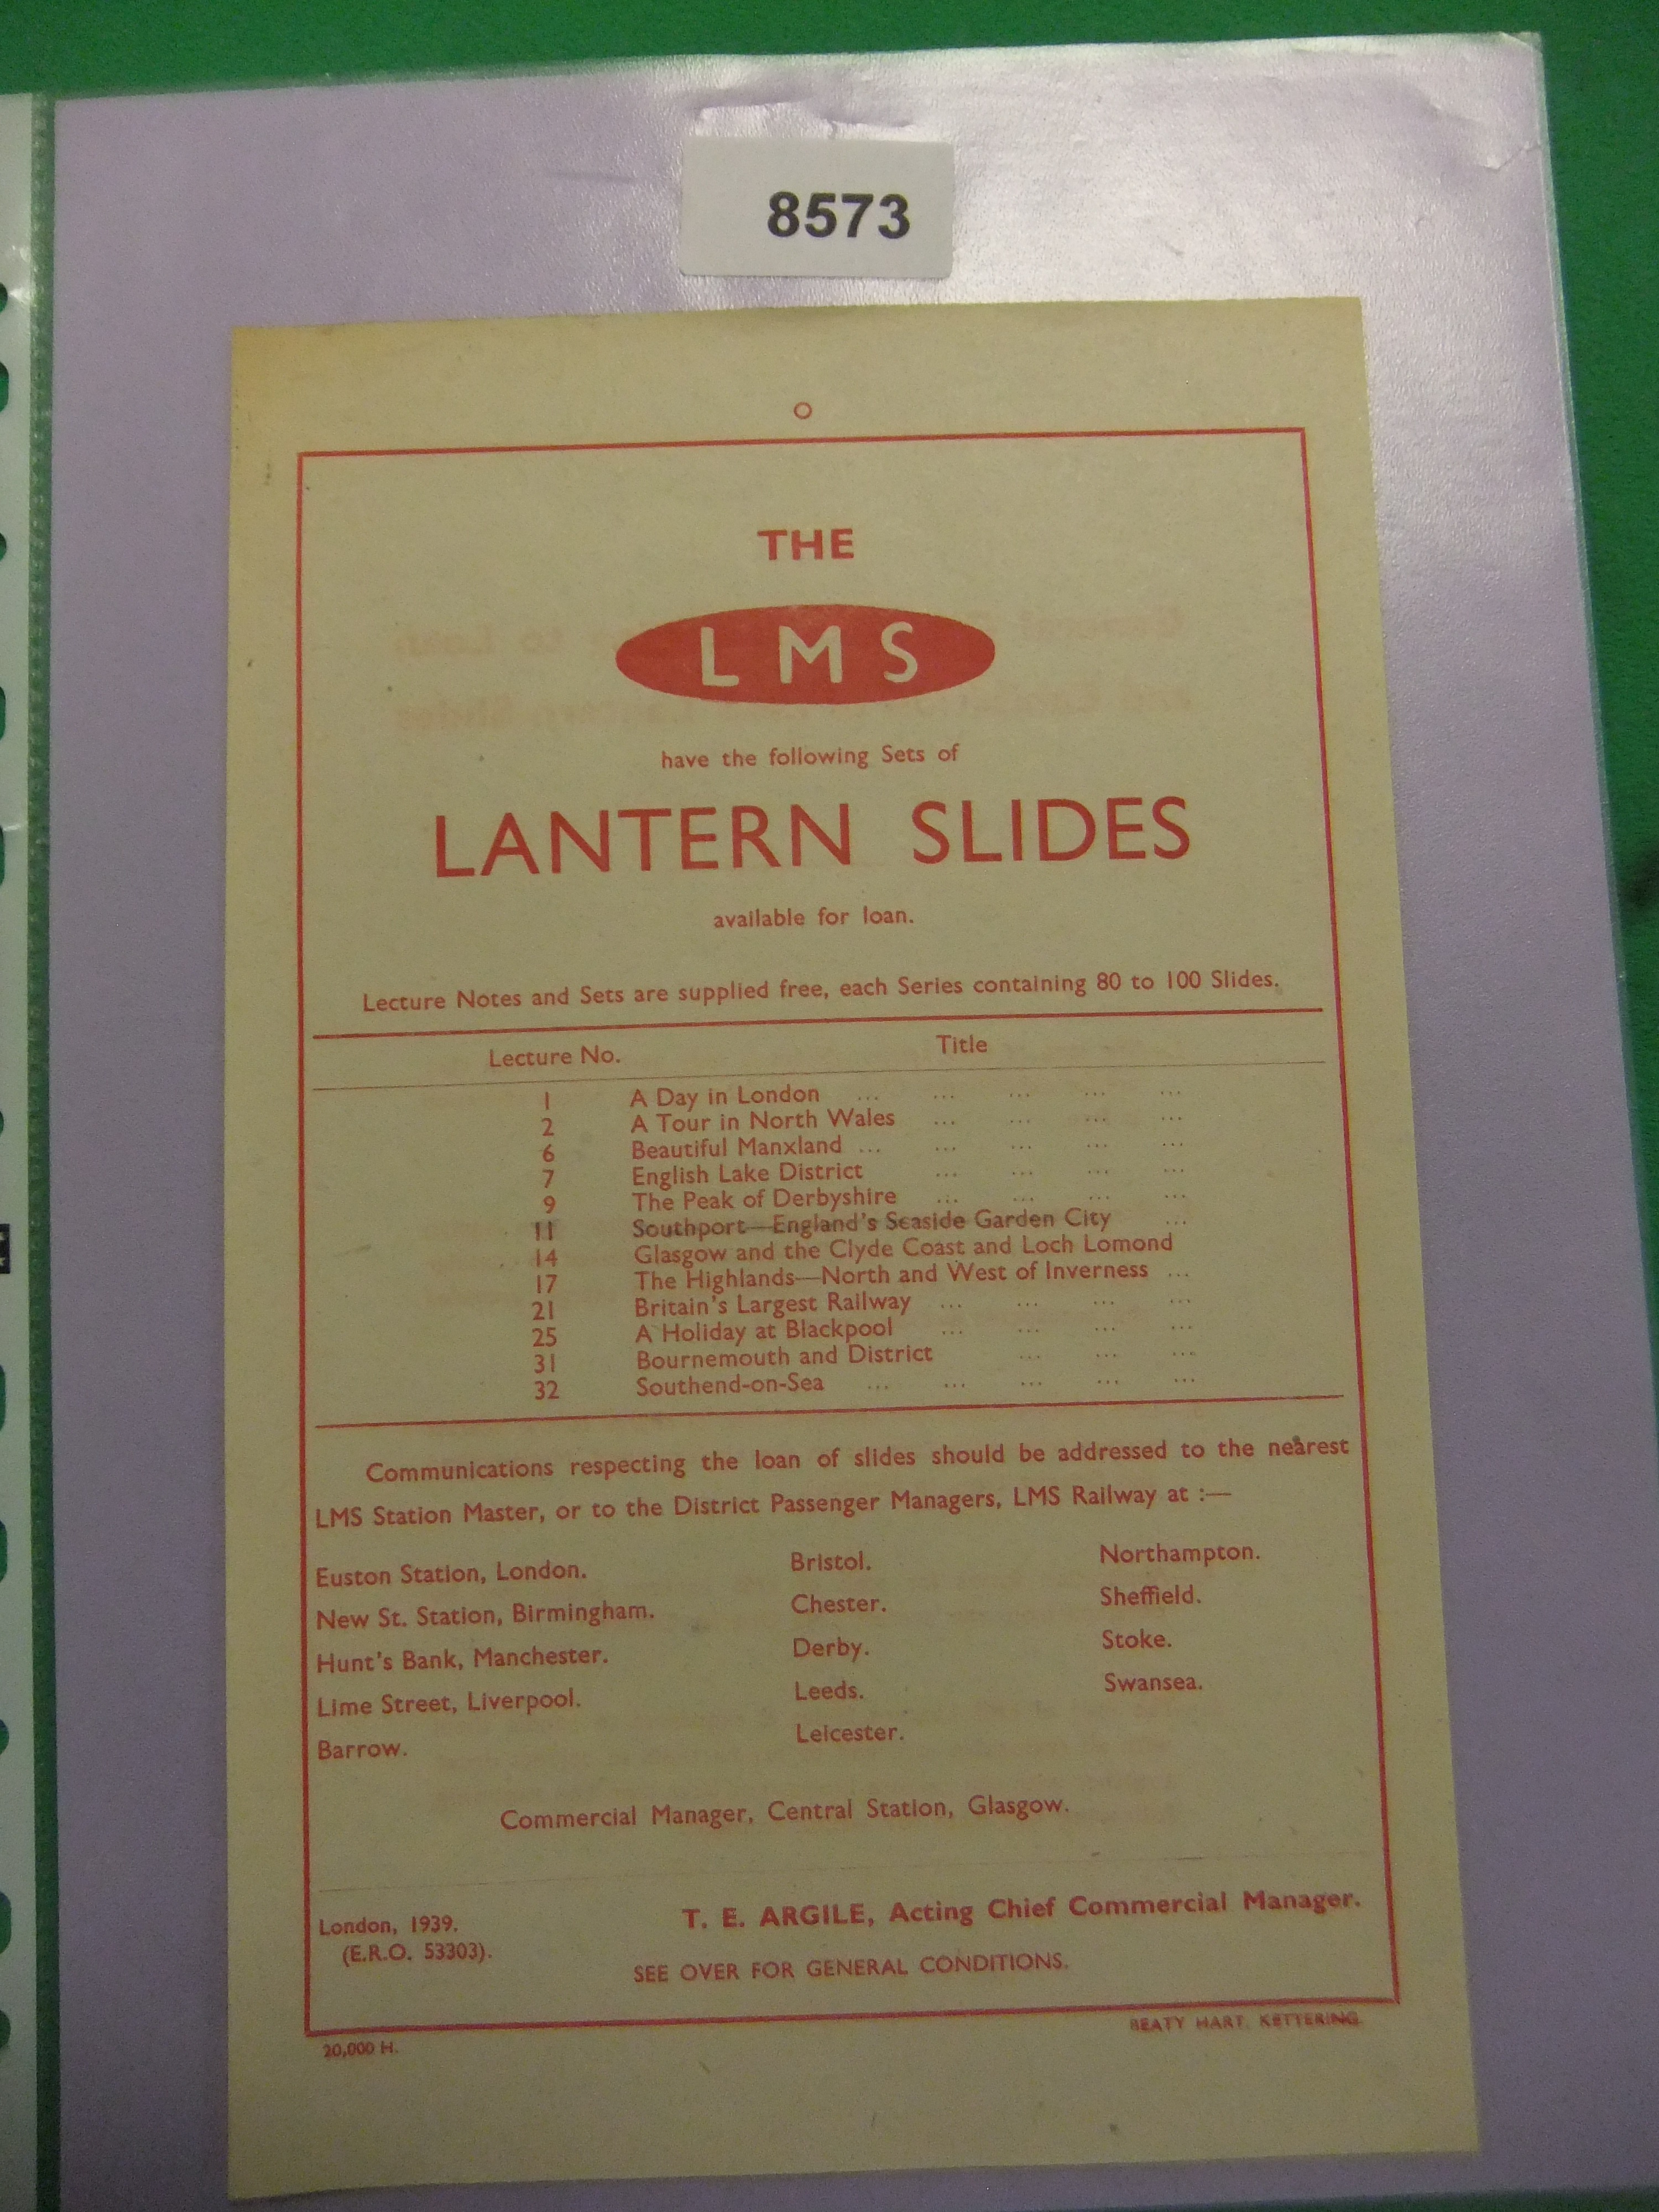 8573
THE
LMS
have the following Sets of
LANTERN SLIDES
available for loan.
Lecture Notes and Sets are supplied free, each Series containing 80 to 100 Slides.
Lecture No. Title
1 A Day in London ... ... ... ... ...
2 A Tour in North Wales ... ... ... ...
6 Beautiful Manxland ... ... ... ... ...
7 English Lake District ... ... ... ...
9 The Peak of Derbyshire ... ... ... ...
11 Southport—England's Seaside Garden City ...
14 Glasgow and the Clyde Coast and Loch Lomond
17 The Highlands—North and West of Inverness ...
21 Britain's Largest Railway ... ... ... ...
25 A Holiday at Blackpool ... ... ... ...
31 Bournemouth and District ... ... ...
32 Southend-on-Sea ... ... ... ... ...
Communications respecting the loan of slides should be addressed to the nearest
LMS Station Master, or to the District Passenger Managers, LMS Railway at :—
Euston Station, London. Bristol. Northampton.
New St. Station, Birmingham. Chester. Sheffield.
Hunt's Bank, Manchester. Derby. Stoke.
Lime Street, Liverpool. Leeds. Swansea.
Barrow. Leicester.
Commercial Manager, Central Station, Glasgow.
London, 1939. T. E. ARGILE, Acting Chief Commercial Manager.
(E.R.O. 53303).
SEE OVER FOR GENERAL CONDITIONS.
20,000 H. BEATY HART, KETTERING